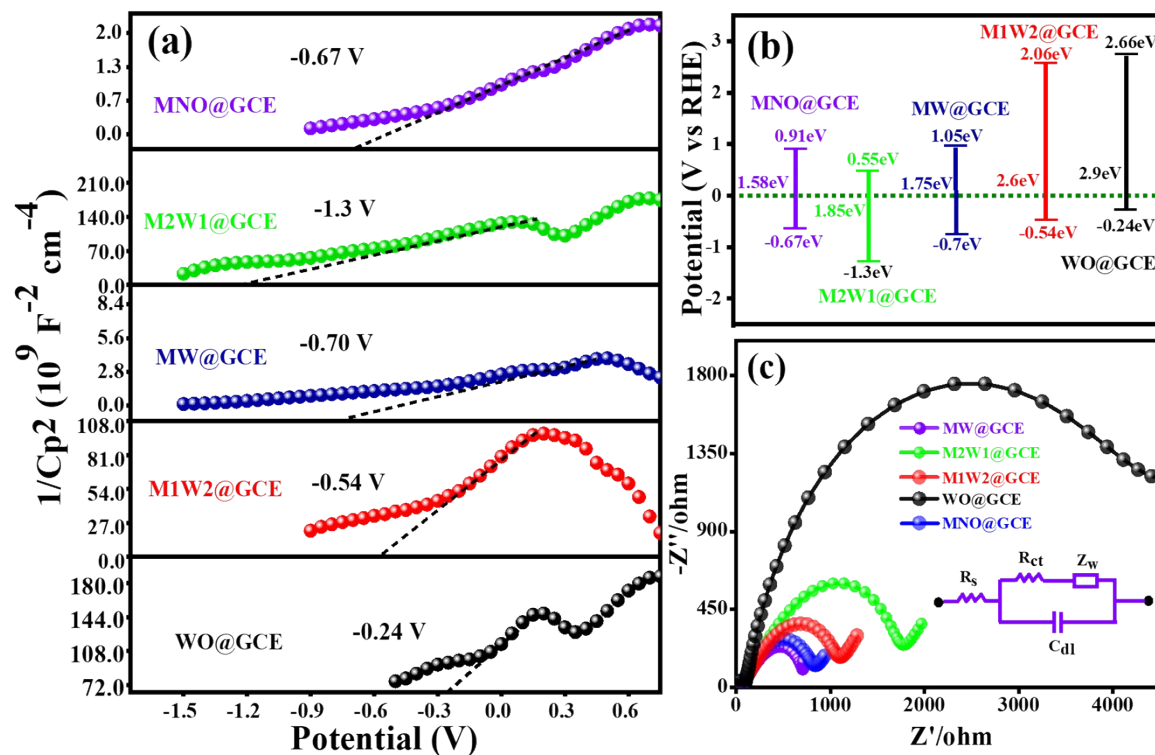 (a)
1/Cp2 (10^9 F^-2 cm^-4
2.0
1.3
0.7
0.0
-0.67 V
MNO@GCE
210.0
140.0
70.0
0.0
-1.3 V
M2W1@GCE
8.4
5.6
2.8
0.0
-0.70 V
MW@GCE
108.0
81.0
54.0
27.0
0.0
-0.54 V
M1W2@GCE
180.0
144.0
108.0
72.0
-0.24 V
WO@GCE
-1.5 -0.9 -0.3 0.0 0.3 0.6
Potential (V)
(b)
Potential (V vs RHE)
3
2
1
0
-1
-2
MNO@GCE
0.91eV
1.58eV
-0.67eV
0.55eV
1.85eV
-1.3eV
M2W1@GCE
MW@GCE
1.05eV
1.75eV
-0.7eV
M1W2@GCE
2.06eV
2.6eV
-0.54eV
2.66eV
2.9eV
-0.24eV
WO@GCE
(c)
-Z''/ohm
1800
1350
900
450
0
MW@GCE
M2W1@GCE
M1W2@GCE
WO@GCE
MNO@GCE
Rs
Rct
Zw
Cdl
0 1000 2000 3000 4000
Z'/ohm